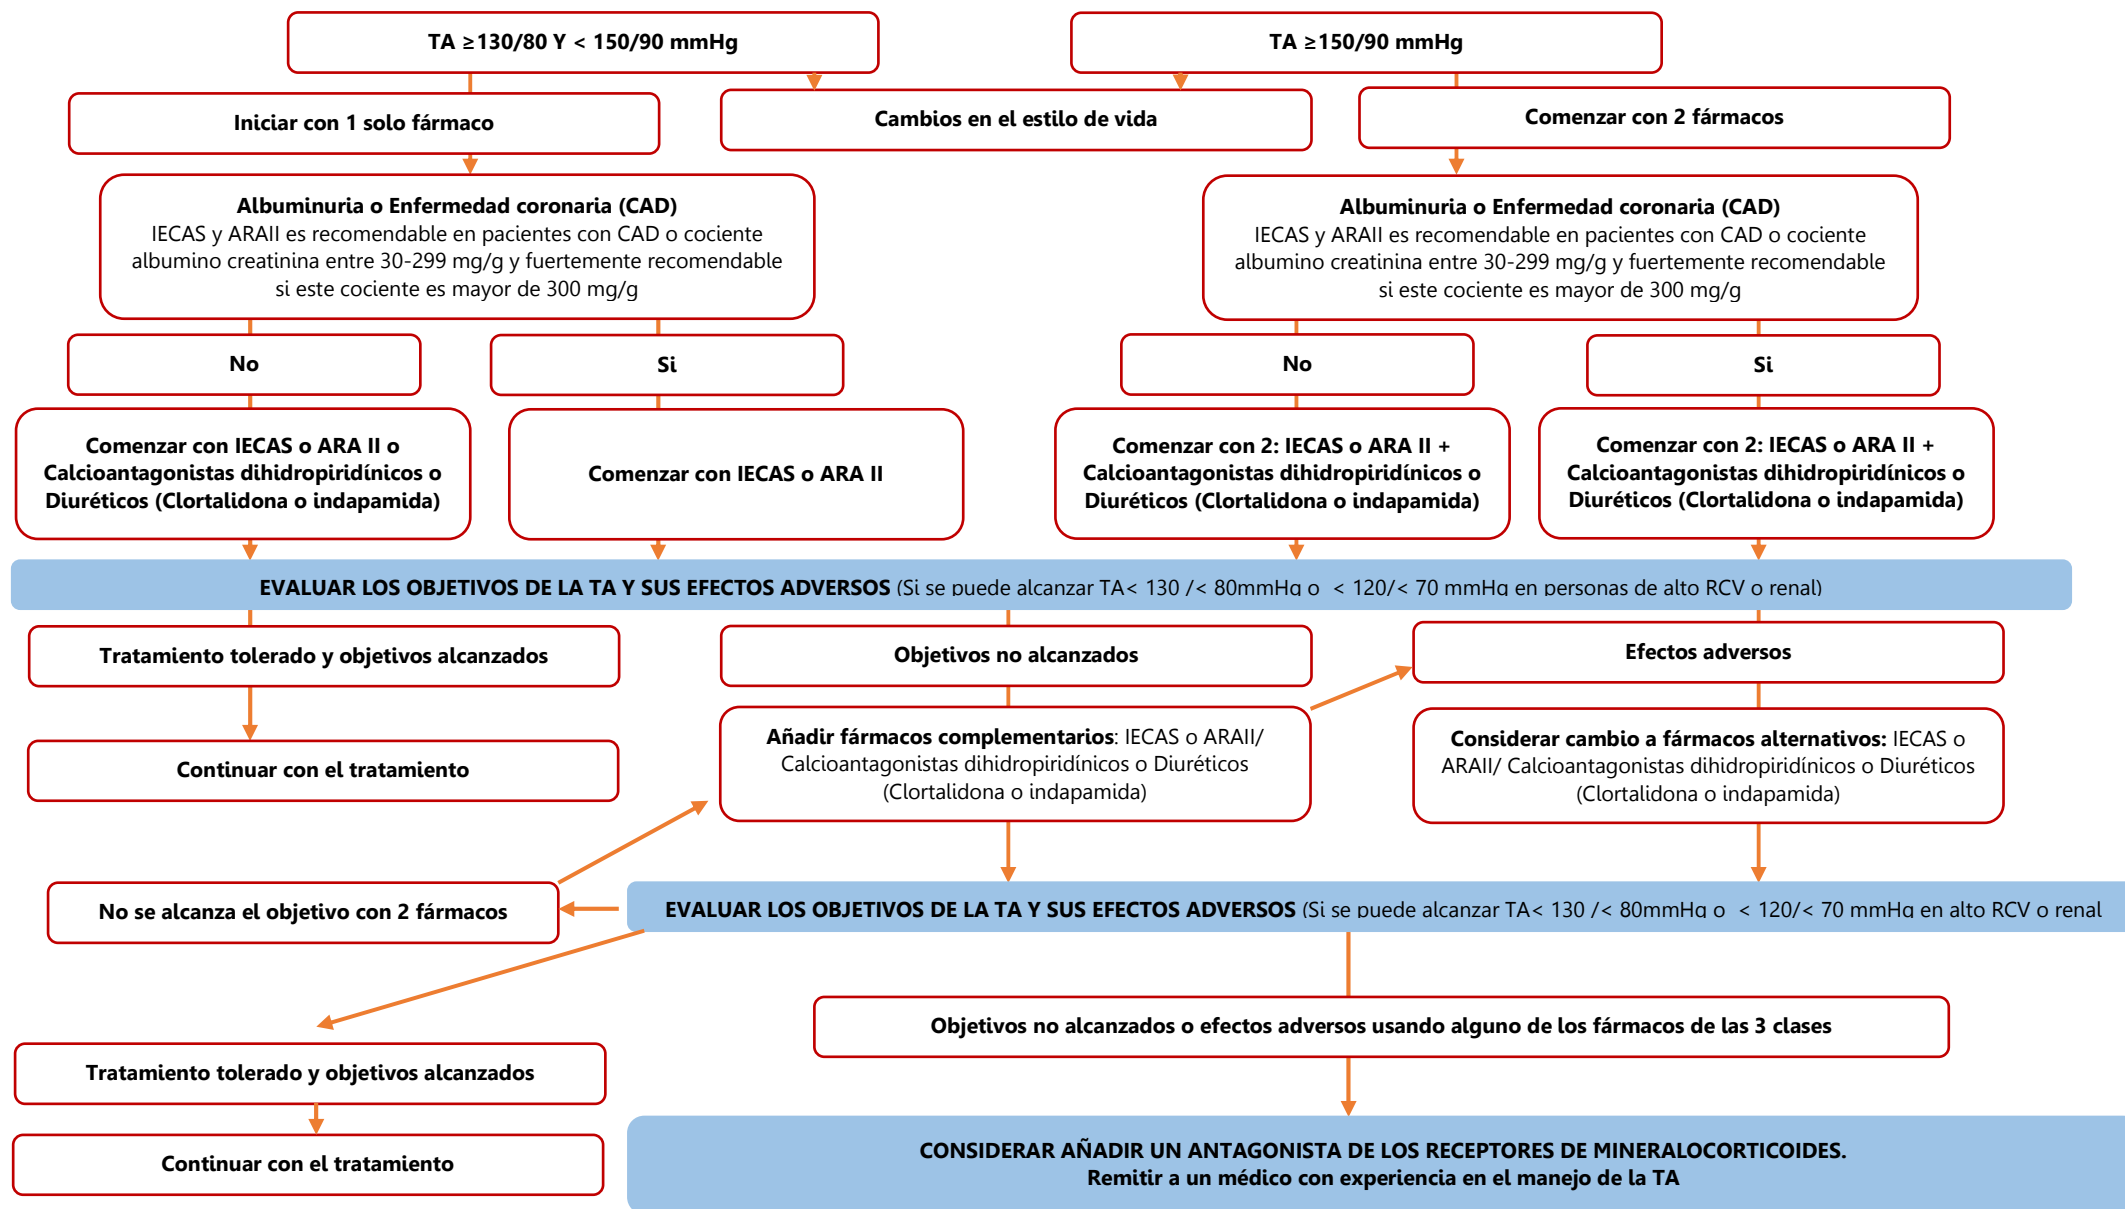 TA ≥130/80 Y < 150/90 mmHg
TA ≥150/90 mmHg
Iniciar con 1 solo fármaco
Cambios en el estilo de vida
Comenzar con 2 fármacos
Albuminuria o Enfermedad coronaria (CAD)
IECAS y ARAII es recomendable en pacientes con CAD o cociente
albumino creatinina entre 30-299 mg/g y fuertemente recomendable
si este cociente es mayor de 300 mg/g
Albuminuria o Enfermedad coronaria (CAD)
IECAS y ARAII es recomendable en pacientes con CAD o cociente
albumino creatinina entre 30-299 mg/g y fuertemente recomendable
si este cociente es mayor de 300 mg/g
No
Si
No
Si
Comenzar con IECAS o ARA II o
Calcioantagonistas dihidropiridínicos o
Diuréticos (Clortalidona o indapamida)
Comenzar con IECAS o ARA II
Comenzar con 2: IECAS o ARA II +
Calcioantagonistas dihidropiridínicos o
Diuréticos (Clortalidona o indapamida)
Comenzar con 2: IECAS o ARA II +
Calcioantagonistas dihidropiridínicos o
Diuréticos (Clortalidona o indapamida)
EVALUAR LOS OBJETIVOS DE LA TA Y SUS EFECTOS ADVERSOS (Si se puede alcanzar TA< 130 /< 80mmHg o < 120/< 70 mmHg en personas de alto RCV o renal)
Tratamiento tolerado y objetivos alcanzados
Objetivos no alcanzados
Efectos adversos
Continuar con el tratamiento
Añadir fármacos complementarios: IECAS o ARAII/
Calcioantagonistas dihidropiridínicos o Diuréticos
(Clortalidona o indapamida)
Considerar cambio a fármacos alternativos: IECAS o
ARAII/ Calcioantagonistas dihidropiridínicos o Diuréticos
(Clortalidona o indapamida)
No se alcanza el objetivo con 2 fármacos
EVALUAR LOS OBJETIVOS DE LA TA Y SUS EFECTOS ADVERSOS (Si se puede alcanzar TA< 130 /< 80mmHg o < 120/< 70 mmHg en alto RCV o renal
Objetivos no alcanzados o efectos adversos usando alguno de los fármacos de las 3 clases
Tratamiento tolerado y objetivos alcanzados
Continuar con el tratamiento
CONSIDERAR AÑADIR UN ANTAGONISTA DE LOS RECEPTORES DE MINERALOCORTICOIDES.
Remitir a un médico con experiencia en el manejo de la TA